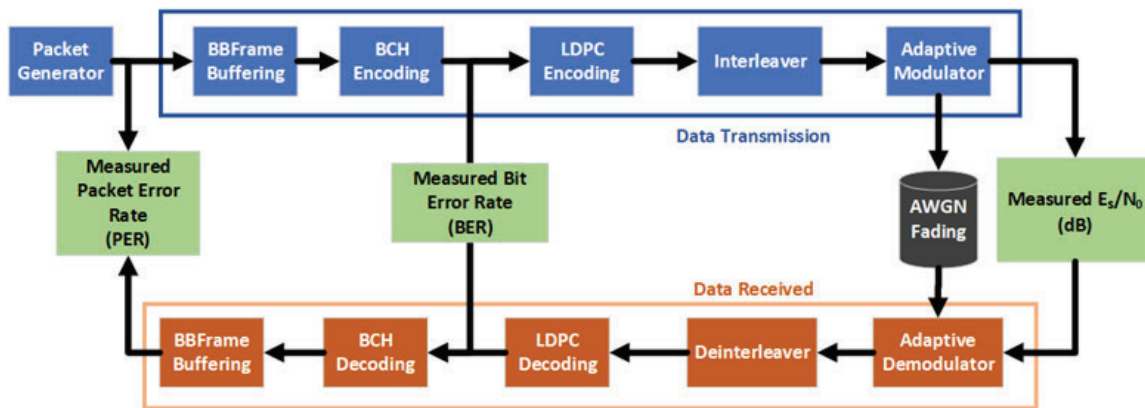 Packet
Generator
BBFrame
Buffering
BCH
Encoding
LDPC
Encoding
Interleaver
Adaptive
Modulator
Data Transmission
Measured
Packet Error
Rate
(PER)
Measured Bit
Error Rate
(BER)
AWGN
Fading
Measured Es/N0
(dB)
Data Received
BBFrame
Buffering
BCH
Decoding
LDPC
Decoding
Deinterleaver
Adaptive
Demodulator